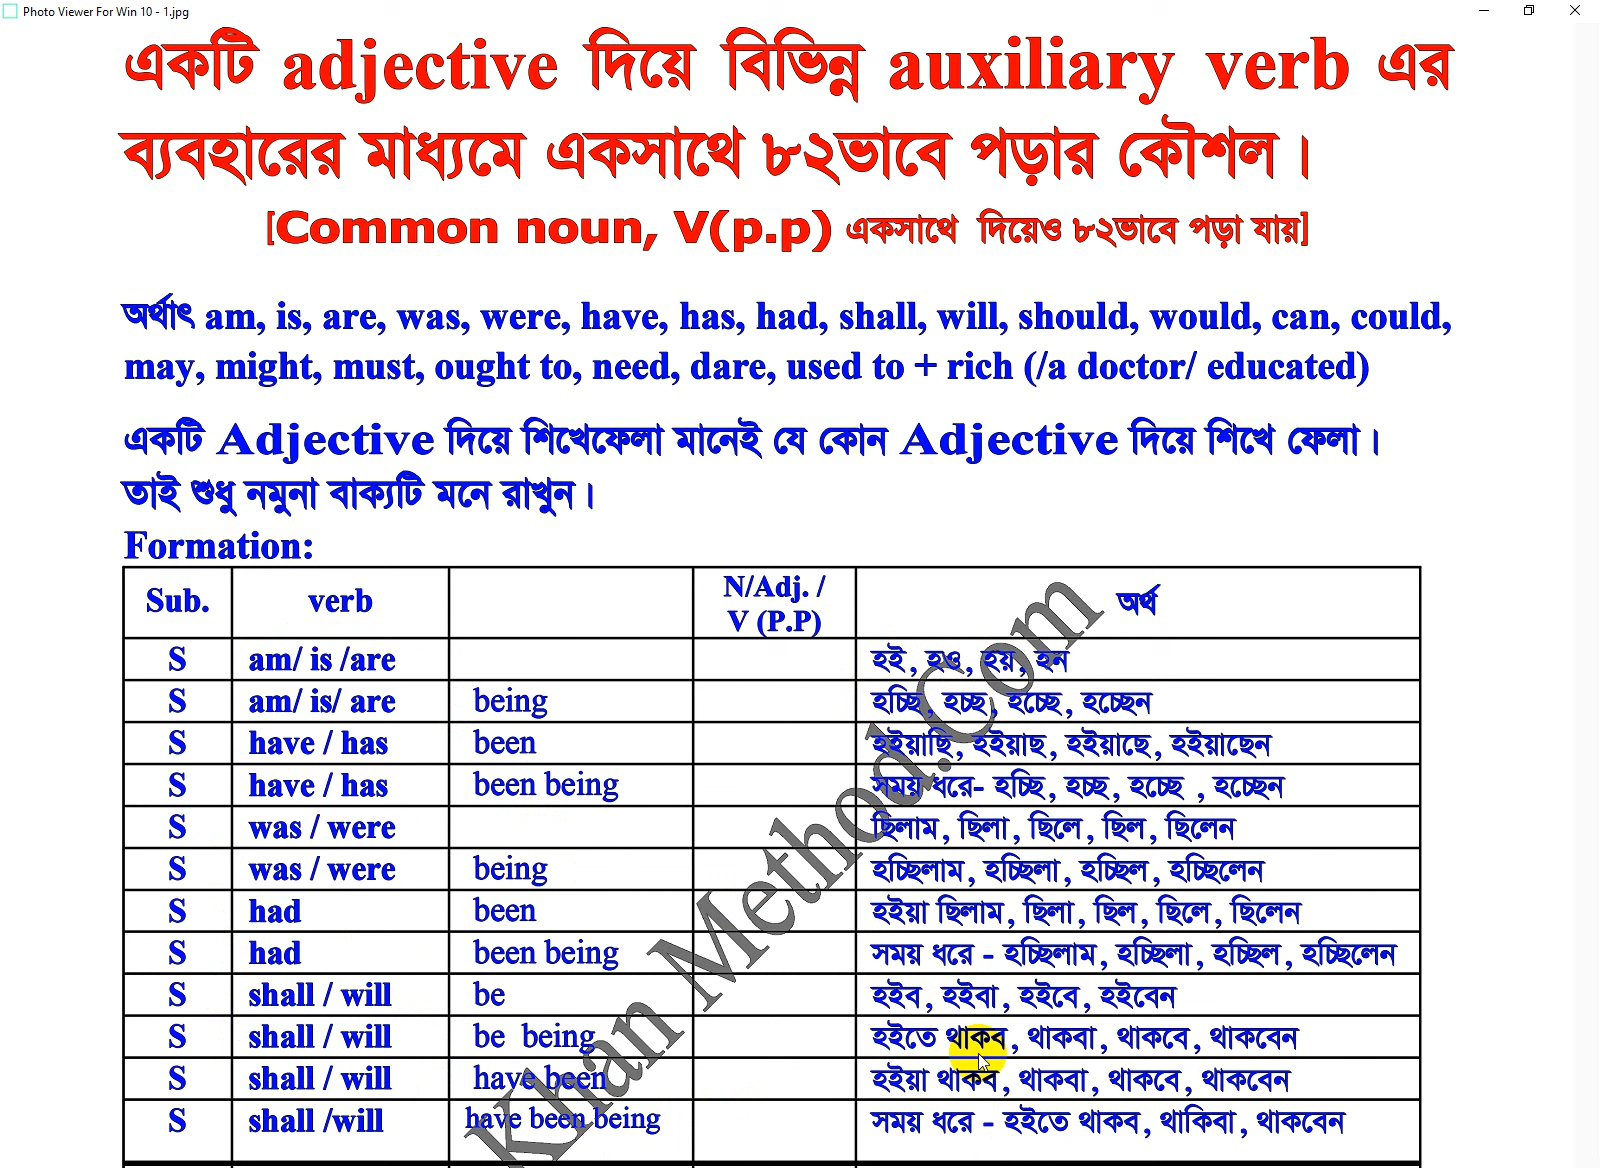 Photo Viewer For Win 10 - 1.jpg
একটি adjective দিয়ে বিভিন্ন auxiliary verb এর
ব্যবহারের মাধ্যমে একসাথে ৮২ভাবে পড়ার কৌশল।
[Common noun, V(p.p) একসাথে দিয়েও ৮২ভাবে পড়া যায়]
অর্থাৎ am, is, are, was, were, have, has, had, shall, will, should, would, can, could,
may, might, must, ought to, need, dare, used to + rich (/a doctor/ educated)
একটি Adjective দিয়ে শিখেফেলা মানেই যে কোন Adjective দিয়ে শিখে ফেলা।
তাই শুধু নমুনা বাক্যটি মনে রাখুন।
Formation:
Sub. verb N/Adj. / V (P.P) অর্থ
S am/ is /are হই, হও, হয়, হন
S am/ is/ are being হচ্ছি, হচ্ছ, হচ্ছে, হচ্ছেন
S have / has been হইয়াছি, হইয়াছ, হইয়াছে, হইয়াছেন
S have / has been being সময় ধরে- হচ্ছি, হচ্ছ, হচ্ছে , হচ্ছেন
S was / were ছিলাম, ছিলা, ছিলে, ছিল, ছিলেন
S was / were being হচ্ছিলাম, হচ্ছিলা, হচ্ছিল, হচ্ছিলেন
S had been হইয়া ছিলাম, ছিলা, ছিল, ছিলে, ছিলেন
S had been being সময় ধরে - হচ্ছিলাম, হচ্ছিলা, হচ্ছিল, হচ্ছিলেন
S shall / will be হইব, হইবা, হইবে, হইবেন
S shall / will be being হইতে থাকব, থাকবা, থাকবে, থাকবেন
S shall / will have been হইয়া থাকব, থাকবা, থাকবে, থাকবেন
S shall /will have been being সময় ধরে - হইতে থাকব, থাকিবা, থাকবেন
Khan Method.Com